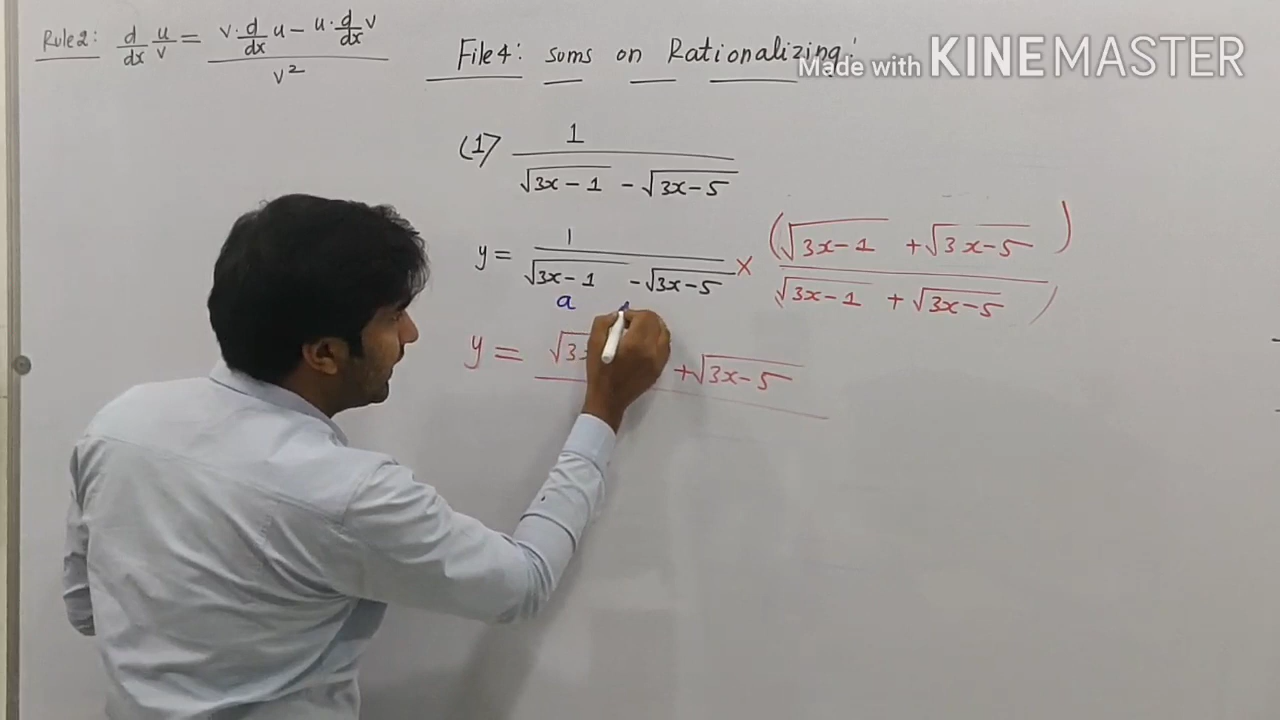 Rule 2: d/dx u/v = (v · d/dx u − u · d/dx v) / v²
File 4: sums on Rationalizing:
Made with KINEMASTER
(1) 1 / (√3x−1 − √3x−5)
y = 1 / (√3x−1 − √3x−5) × (√3x−1 + √3x−5) / (√3x−1 + √3x−5)
a
y = √3x + √3x−5